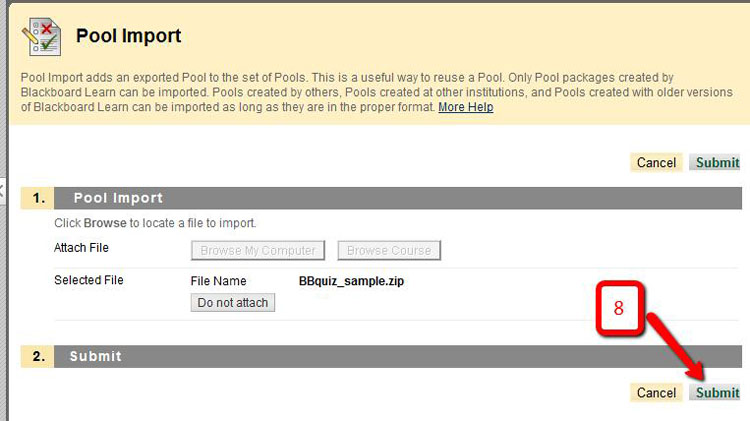 Pool Import
Pool Import adds an exported Pool to the set of Pools. This is a useful way to reuse a Pool. Only Pool packages created by
Blackboard Learn can be imported. Pools created by others, Pools created at other institutions, and Pools created with older versions
of Blackboard Learn can be imported as long as they are in the proper format. More Help
Cancel Submit
1. Pool Import
Click Browse to locate a file to import.
Attach File Browse My Computer Browse Course
Selected File File Name BBquiz_sample.zip
Do not attach
8
2. Submit
Cancel Submit